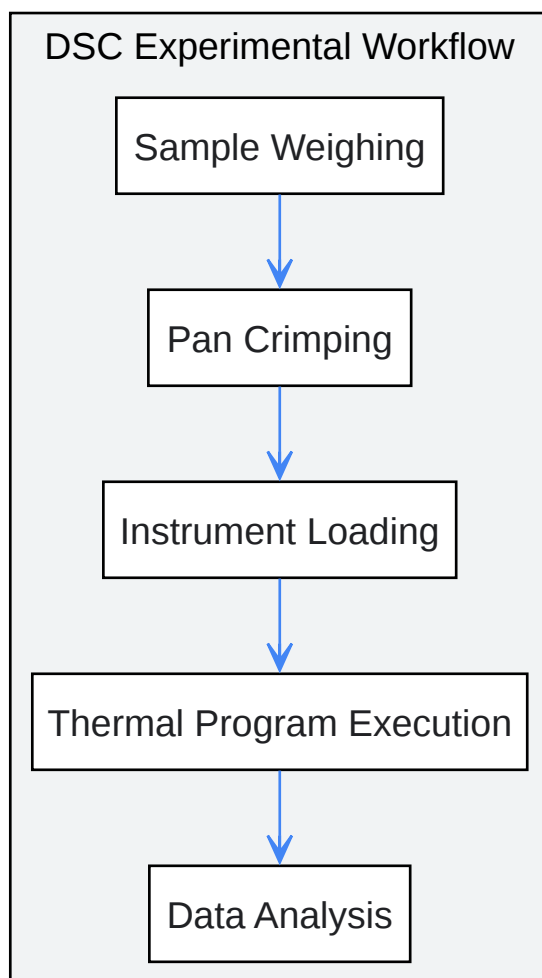 DSC Experimental Workflow
Sample Weighing
Pan Crimping
Instrument Loading
Thermal Program Execution
Data Analysis